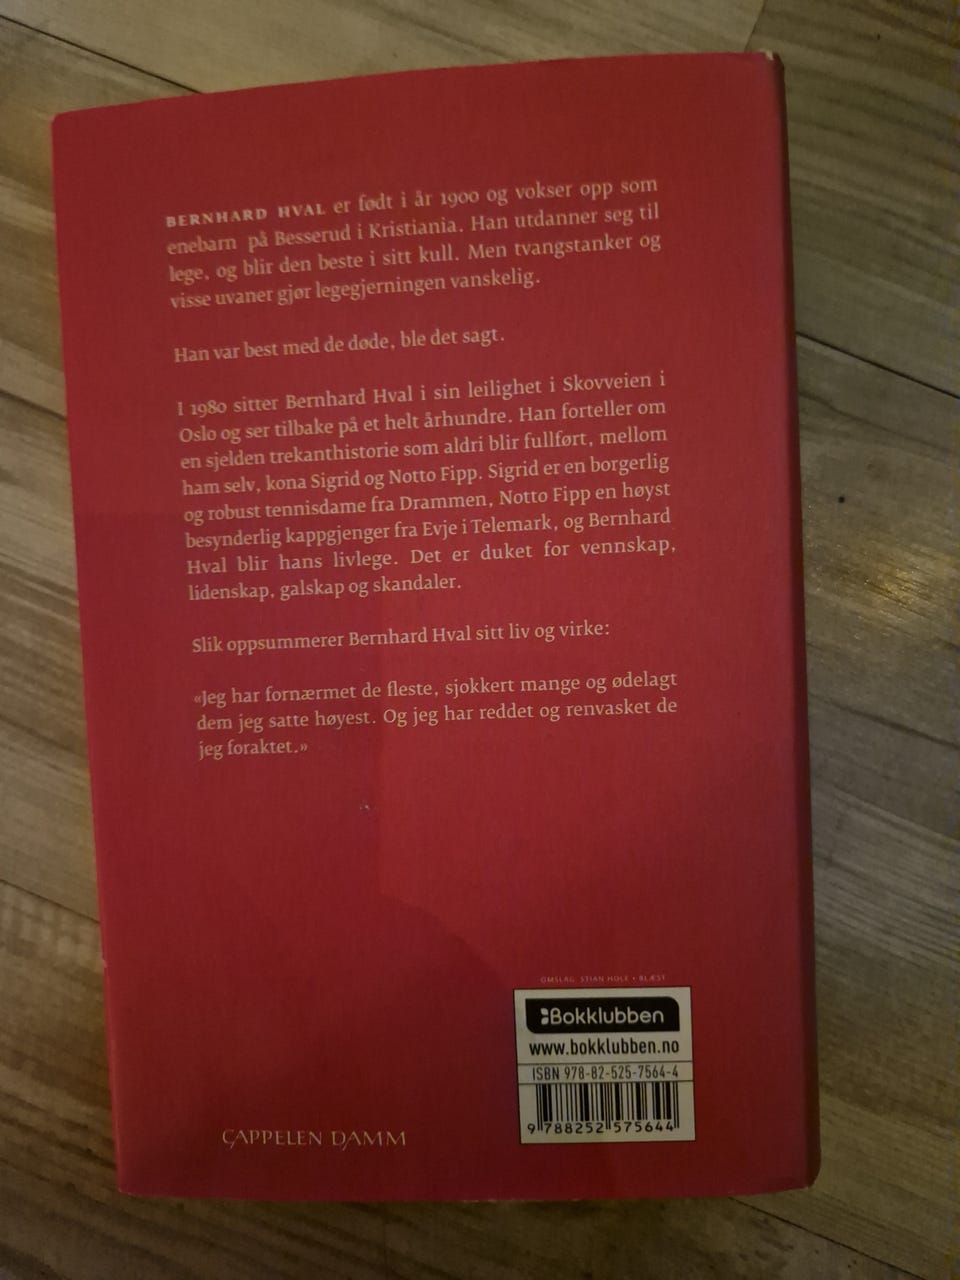 BERNHARD HVAL er født i år 1900 og vokser opp som
enebarn på Besserud i Kristiania. Han utdanner seg til
lege, og blir den beste i sitt kull. Men tvangstanker og
visse uvaner gjør legegjerningen vanskelig.
Han var best med de døde, ble det sagt.
I 1980 sitter Bernhard Hval i sin leilighet i Skovveien i
Oslo og ser tilbake på et helt århundre. Han forteller om
en sjelden trekanthistorie som aldri blir fullført, mellom
ham selv, kona Sigrid og Notto Fipp. Sigrid er en borgerlig
og robust tennisdame fra Drammen, Notto Fipp en høyst
besynderlig kappgjenger fra Evje i Telemark, og Bernhard
Hval blir hans livlege. Det er duket for vennskap,
lidenskap, galskap og skandaler.
Slik oppsummerer Bernhard Hval sitt liv og virke:
«Jeg har fornærmet de fleste, sjokkert mange og ødelagt
dem jeg satte høyest. Og jeg har reddet og renvasket de
jeg foraktet.»
OMSLAG: STIAN HOLE • BLÆST
Bokklubben
www.bokklubben.no
ISBN 978-82-525-7564-4
9 788252 575644
CAPPELEN DAMM